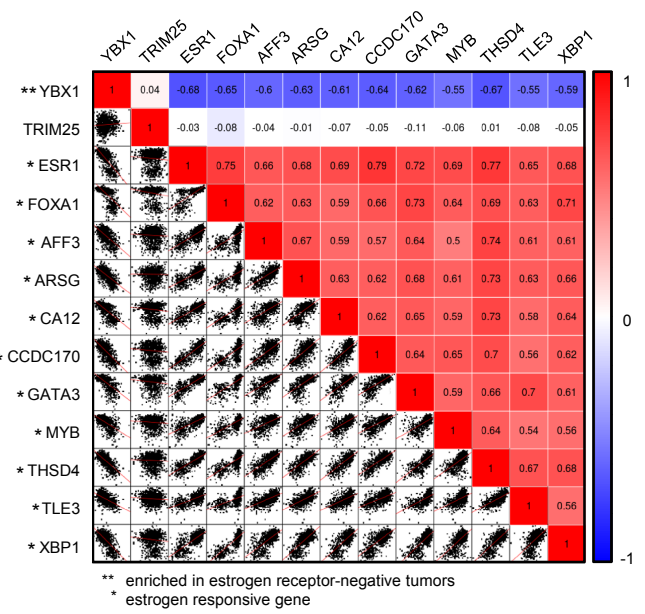 YBX1 TRIM25 ESR1 FOXA1 AFF3 ARSG CA12 CCDC170 GATA3 MYB THSD4 TLE3 XBP1
** YBX1 1 0.04 -0.68 -0.65 -0.6 -0.63 -0.61 -0.64 -0.62 -0.55 -0.67 -0.55 -0.59
TRIM25 1 -0.03 -0.08 -0.04 -0.01 -0.07 -0.05 -0.11 -0.06 0.01 -0.08 -0.05
* ESR1 1 0.75 0.66 0.68 0.69 0.79 0.72 0.69 0.77 0.65 0.68
* FOXA1 1 0.62 0.63 0.59 0.66 0.73 0.64 0.69 0.63 0.71
* AFF3 1 0.67 0.59 0.57 0.64 0.5 0.74 0.61 0.61
* ARSG 1 0.63 0.62 0.68 0.61 0.73 0.63 0.66
* CA12 1 0.62 0.65 0.59 0.73 0.58 0.64
* CCDC170 1 0.64 0.65 0.7 0.56 0.62
* GATA3 1 0.59 0.66 0.7 0.61
* MYB 1 0.64 0.54 0.56
* THSD4 1 0.67 0.68
* TLE3 1 0.56
* XBP1 1
1
0
-1
** enriched in estrogen receptor-negative tumors
* estrogen responsive gene